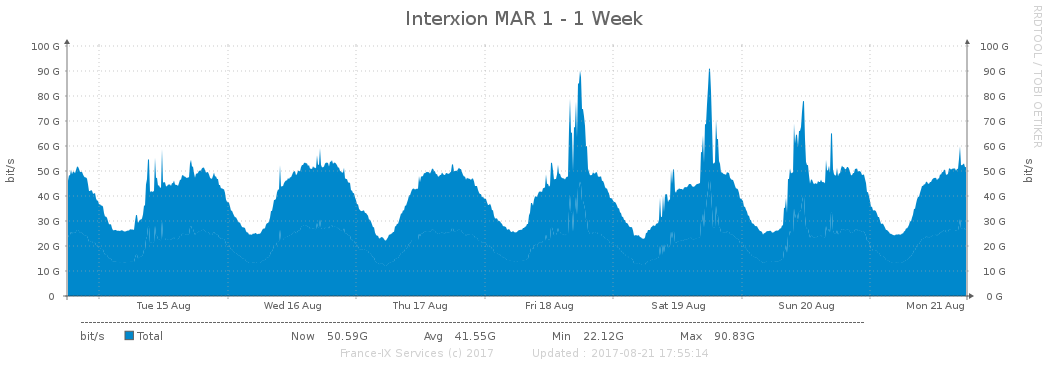 Interxion MAR 1 - 1 Week
RRDTOOL / TOBI OETIKER
100 G 100 G
90 G 90 G
80 G 80 G
70 G 70 G
60 G 60 G
50 G 50 G
40 G 40 G
30 G 30 G
20 G 20 G
10 G 10 G
0 0 G
bit/s
bit/s
Tue 15 Aug Wed 16 Aug Thu 17 Aug Fri 18 Aug Sat 19 Aug Sun 20 Aug Mon 21 Aug
bit/s Total Now 50.59G Avg 41.55G Min 22.12G Max 90.83G
France-IX Services (c) 2017 Updated : 2017-08-21 17:55:14